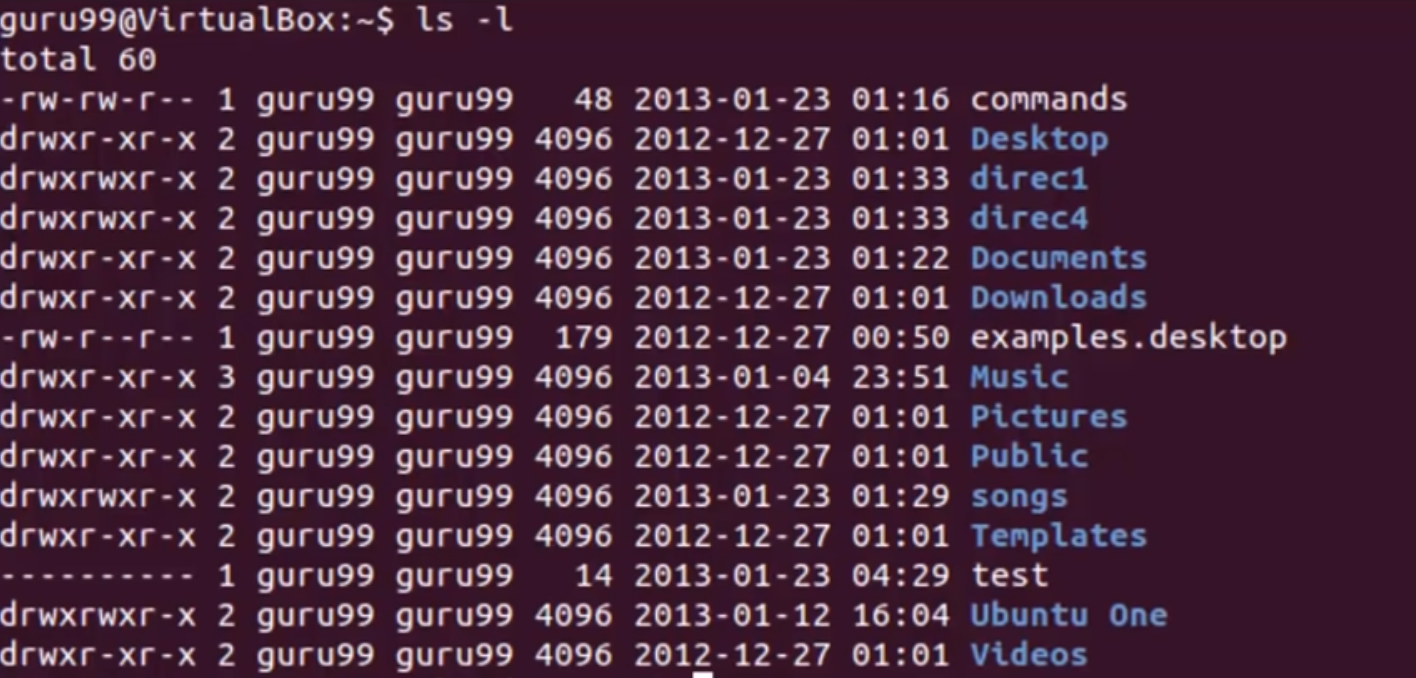 guru99@VirtualBox:~$ ls -l
total 60
-rw-rw-r-- 1 guru99 guru99   48 2013-01-23 01:16 commands
drwxr-xr-x 2 guru99 guru99 4096 2012-12-27 01:01 Desktop
drwxrwxr-x 2 guru99 guru99 4096 2013-01-23 01:33 direc1
drwxrwxr-x 2 guru99 guru99 4096 2013-01-23 01:33 direc4
drwxr-xr-x 2 guru99 guru99 4096 2013-01-23 01:22 Documents
drwxr-xr-x 2 guru99 guru99 4096 2012-12-27 01:01 Downloads
-rw-r--r-- 1 guru99 guru99  179 2012-12-27 00:50 examples.desktop
drwxr-xr-x 3 guru99 guru99 4096 2013-01-04 23:51 Music
drwxr-xr-x 2 guru99 guru99 4096 2012-12-27 01:01 Pictures
drwxr-xr-x 2 guru99 guru99 4096 2012-12-27 01:01 Public
drwxrwxr-x 2 guru99 guru99 4096 2013-01-23 01:29 songs
drwxr-xr-x 2 guru99 guru99 4096 2012-12-27 01:01 Templates
---------- 1 guru99 guru99   14 2013-01-23 04:29 test
drwxrwxr-x 2 guru99 guru99 4096 2013-01-12 16:04 Ubuntu One
drwxr-xr-x 2 guru99 guru99 4096 2012-12-27 01:01 Videos